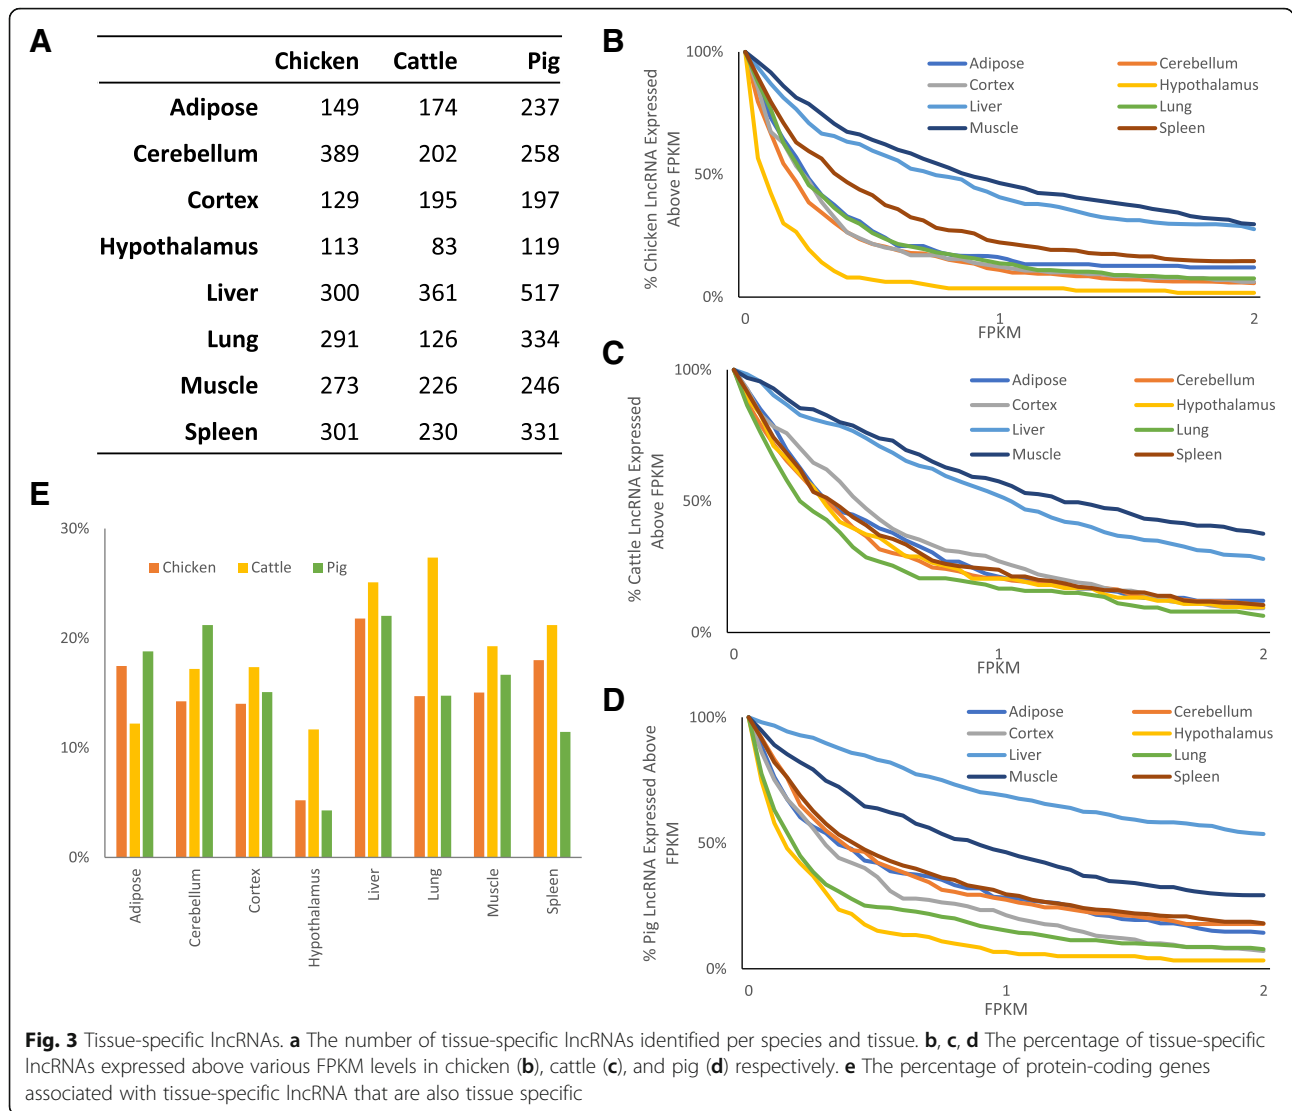 A
Chicken Cattle Pig
Adipose 149 174 237
Cerebellum 389 202 258
Cortex 129 195 197
Hypothalamus 113 83 119
Liver 300 361 517
Lung 291 126 334
Muscle 273 226 246
Spleen 301 230 331
B
% Chicken LncRNA Expressed
Above FPKM
100%
50%
0%
Adipose Cerebellum
Cortex Hypothalamus
Liver Lung
Muscle Spleen
0 1 2
FPKM
C
% Cattle LncRNA Expressed
Above FPKM
100%
50%
0%
Adipose Cerebellum
Cortex Hypothalamus
Liver Lung
Muscle Spleen
0 1 2
FPKM
D
% Pig LncRNA Expressed Above
FPKM
100%
50%
0%
Adipose Cerebellum
Cortex Hypothalamus
Liver Lung
Muscle Spleen
0 1 2
FPKM
E
30%
20%
10%
0%
Chicken Cattle Pig
Adipose
Cerebellum
Cortex
Hypothalamus
Liver
Lung
Muscle
Spleen
Fig. 3 Tissue-specific lncRNAs. a The number of tissue-specific lncRNAs identified per species and tissue. b, c, d The percentage of tissue-specific
lncRNAs expressed above various FPKM levels in chicken (b), cattle (c), and pig (d) respectively. e The percentage of protein-coding genes
associated with tissue-specific lncRNA that are also tissue specific